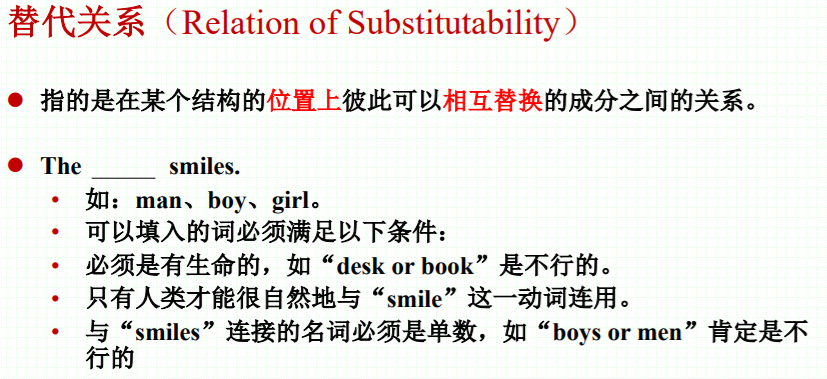 替代关系（Relation of Substitutability）
● 指的是在某个结构的位置上彼此可以相互替换的成分之间的关系。
● The _____ smiles.
• 如：man、boy、girl。
• 可以填入的词必须满足以下条件：
• 必须是有生命的，如“desk or book”是不行的。
• 只有人类才能很自然地与“smile”这一动词连用。
• 与“smiles”连接的名词必须是单数，如“boys or men”肯定是不
行的